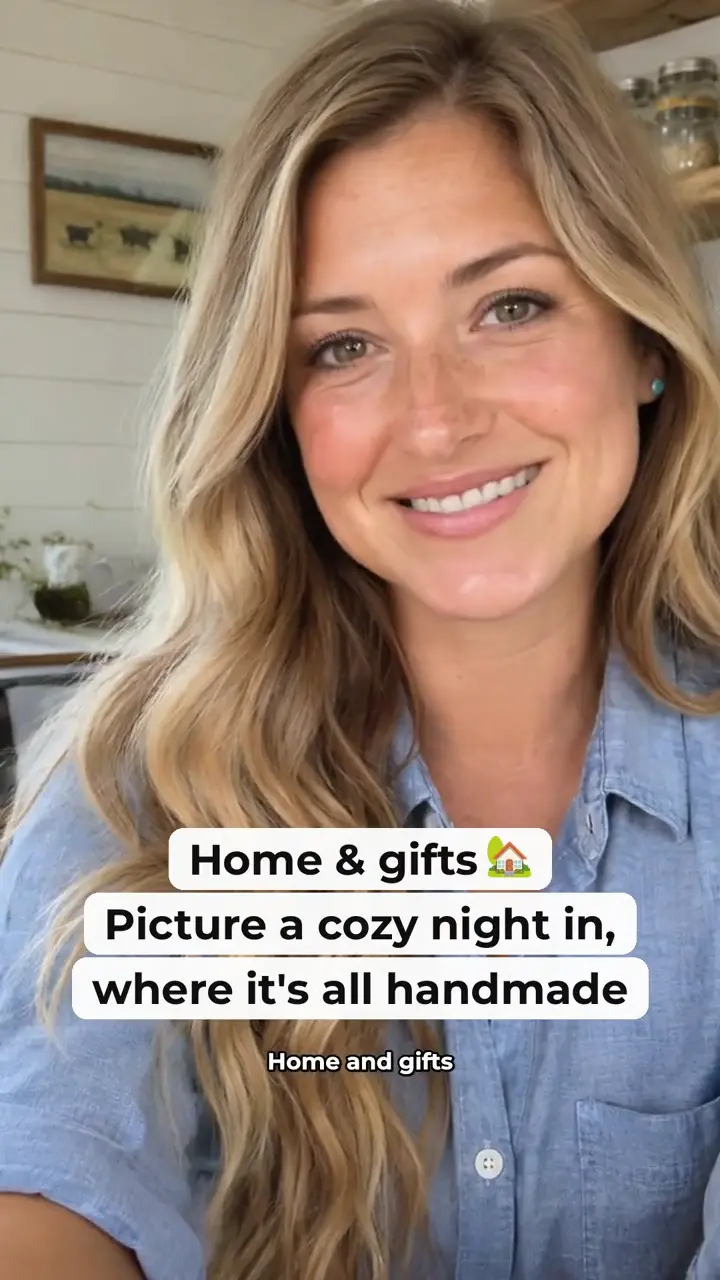 Home & gifts🏡
Picture a cozy night in,
where it's all handmade
Home and gifts